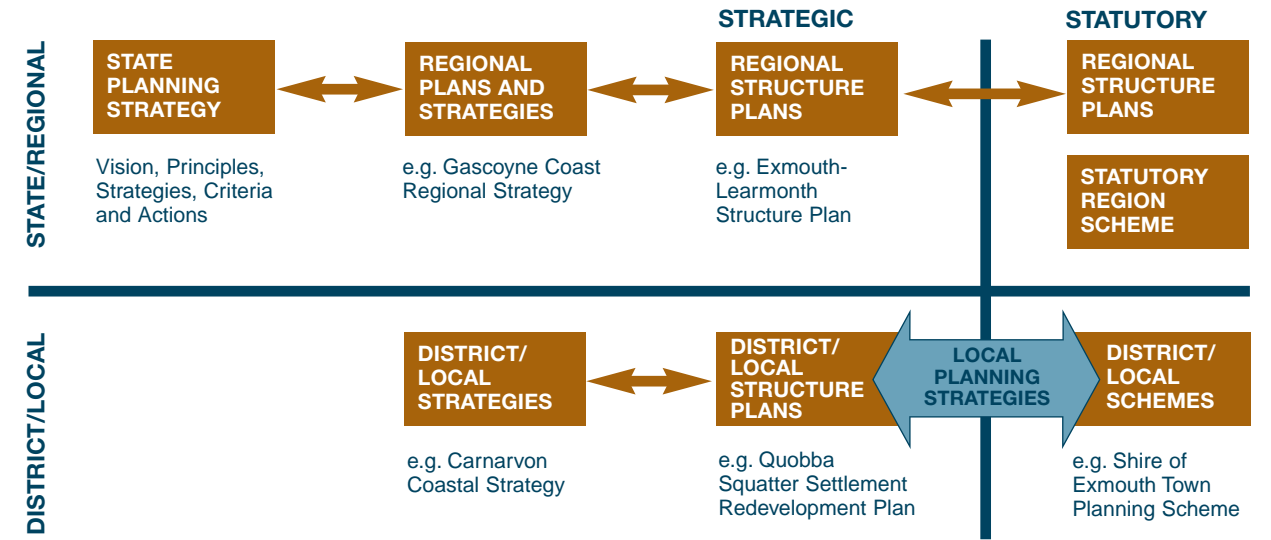 STRATEGIC
STATUTORY
STATE/REGIONAL
STATE
PLANNING
STRATEGY
REGIONAL
PLANS AND
STRATEGIES
REGIONAL
STRUCTURE
PLANS
REGIONAL
STRUCTURE
PLANS
Vision, Principles,
Strategies, Criteria
and Actions
e.g. Gascoyne Coast
Regional Strategy
e.g. Exmouth-
Learmonth
Structure Plan
STATUTORY
REGION
SCHEME
DISTRICT/LOCAL
DISTRICT/
LOCAL
STRATEGIES
DISTRICT/
LOCAL
STRUCTURE
PLANS
LOCAL
PLANNING
STRATEGIES
DISTRICT/
LOCAL
SCHEMES
e.g. Carnarvon
Coastal Strategy
e.g. Quobba
Squatter Settlement
Redevelopment Plan
e.g. Shire of
Exmouth Town
Planning Scheme